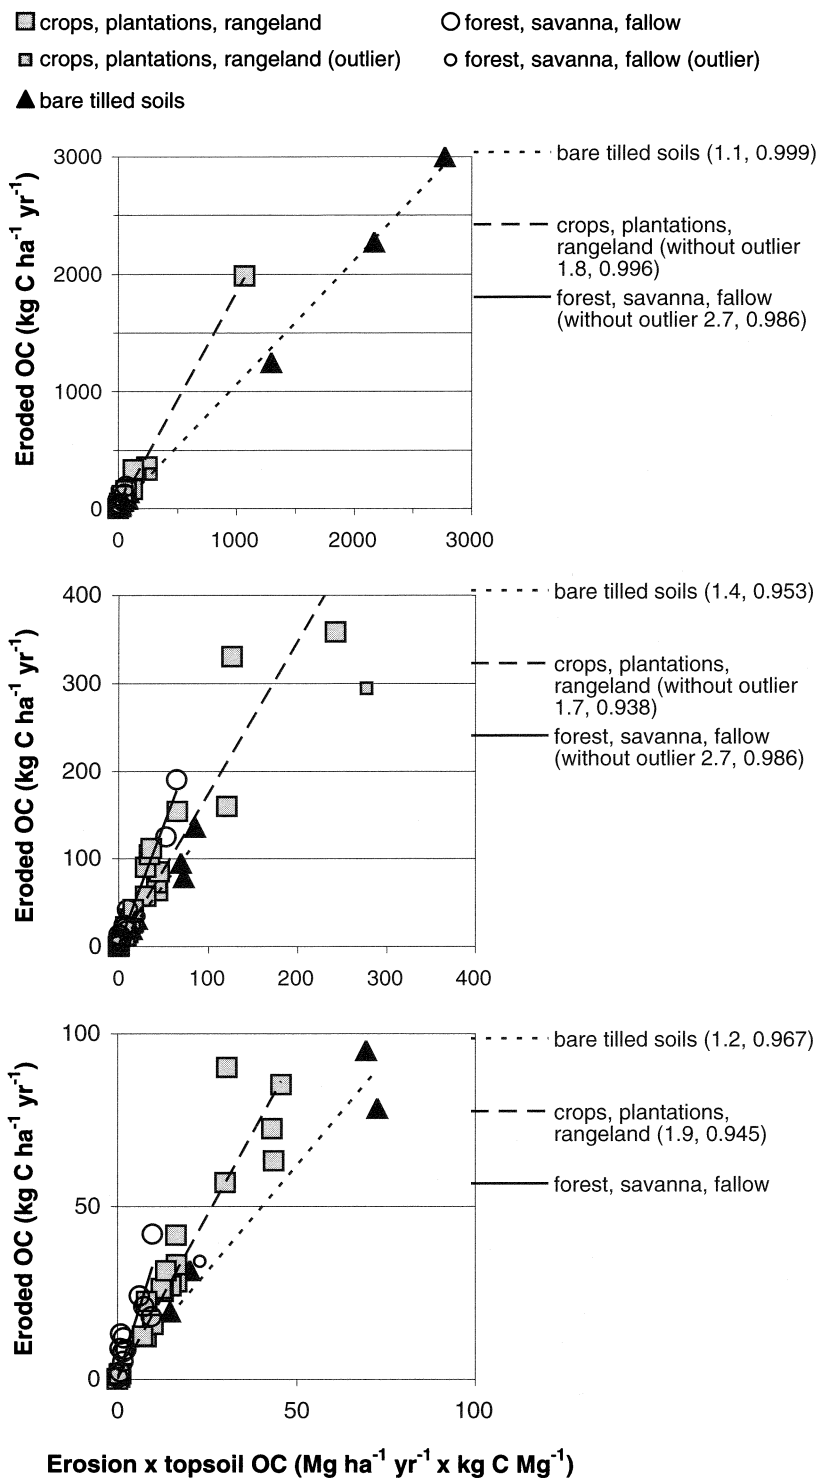 crops, plantations, rangeland
forest, savanna, fallow
crops, plantations, rangeland (outlier)
forest, savanna, fallow (outlier)
bare tilled soils
Eroded OC (kg C ha⁻¹ yr⁻¹)
3000
2000
1000
0
0 1000 2000 3000
bare tilled soils (1.1, 0.999)
crops, plantations,
rangeland (without outlier
1.8, 0.996)
forest, savanna, fallow
(without outlier 2.7, 0.986)
Eroded OC (kg C ha⁻¹ yr⁻¹)
400
300
200
100
0
0 100 200 300 400
bare tilled soils (1.4, 0.953)
crops, plantations,
rangeland (without outlier
1.7, 0.938)
forest, savanna, fallow
(without outlier 2.7, 0.986)
Eroded OC (kg C ha⁻¹ yr⁻¹)
100
50
0
0 50 100
bare tilled soils (1.2, 0.967)
crops, plantations,
rangeland (1.9, 0.945)
forest, savanna, fallow
Erosion x topsoil OC (Mg ha⁻¹ yr⁻¹ x kg C Mg⁻¹)